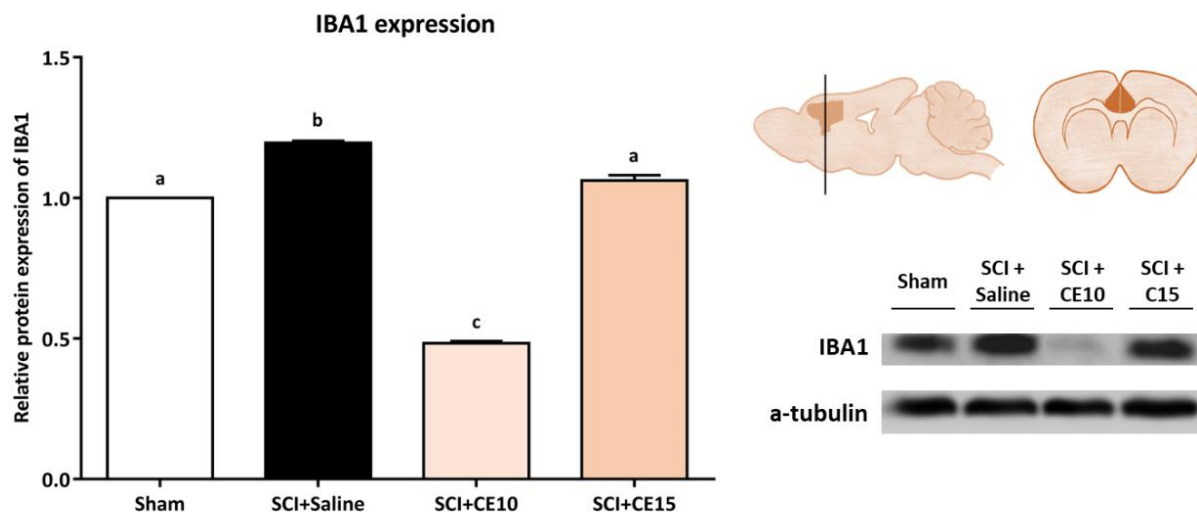 IBA1 expression
Relative protein expression of IBA1
1.5
1.0
0.5
0.0
a
b
c
a
Sham
SCI+Saline
SCI+CE10
SCI+CE15
Sham
SCI +
Saline
SCI +
CE10
SCI +
C15
IBA1
a-tubulin